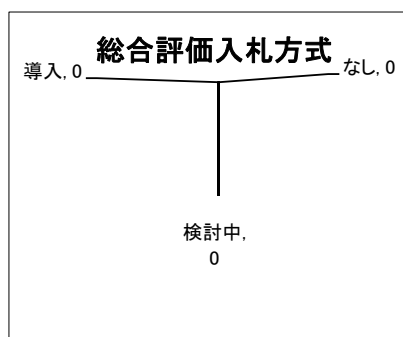 総合評価入札方式
導入, 0
なし, 0
検討中,
0